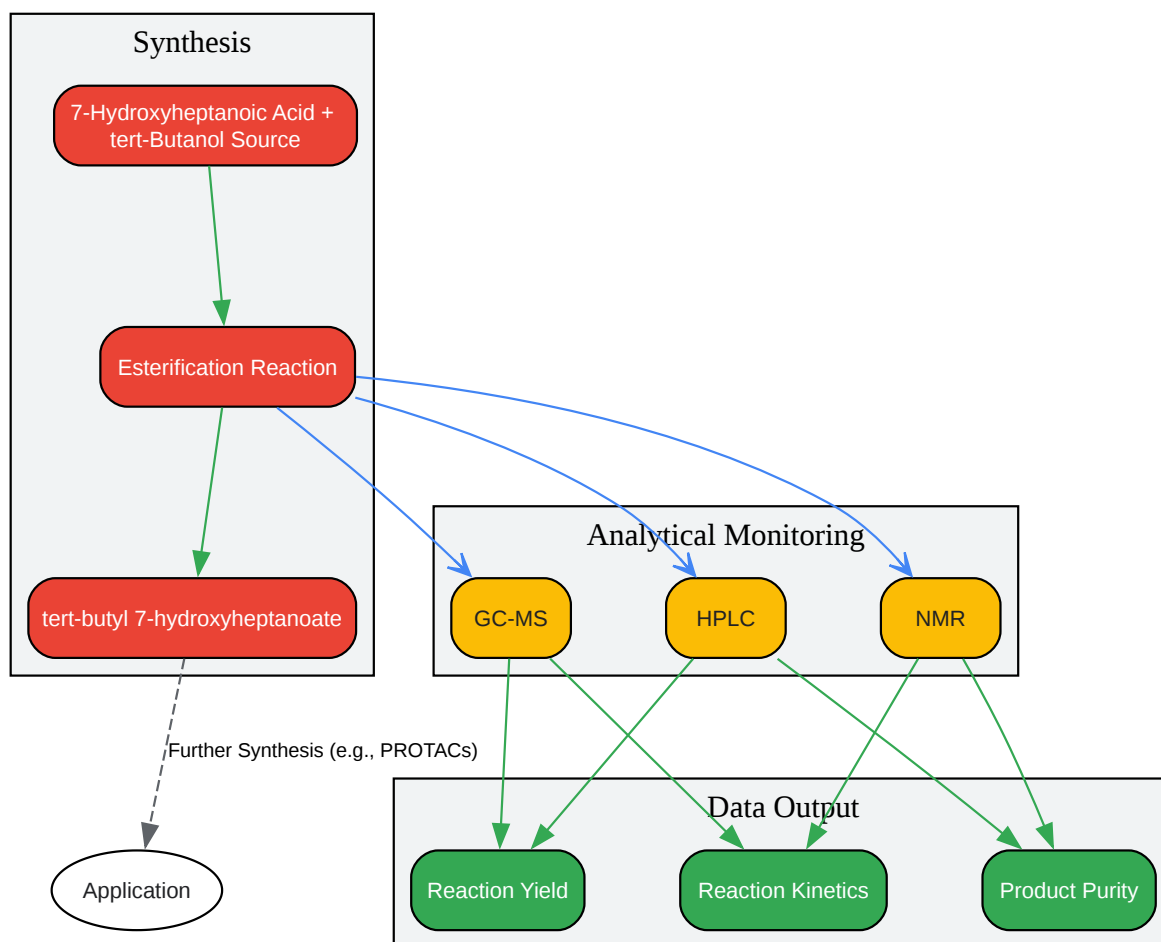 Synthesis
7-Hydroxyheptanoic Acid +
tert-Butanol Source
Esterification Reaction
tert-butyl 7-hydroxyheptanoate
Analytical Monitoring
GC-MS
HPLC
NMR
Further Synthesis (e.g., PROTACs)
Application
Data Output
Reaction Yield
Reaction Kinetics
Product Purity